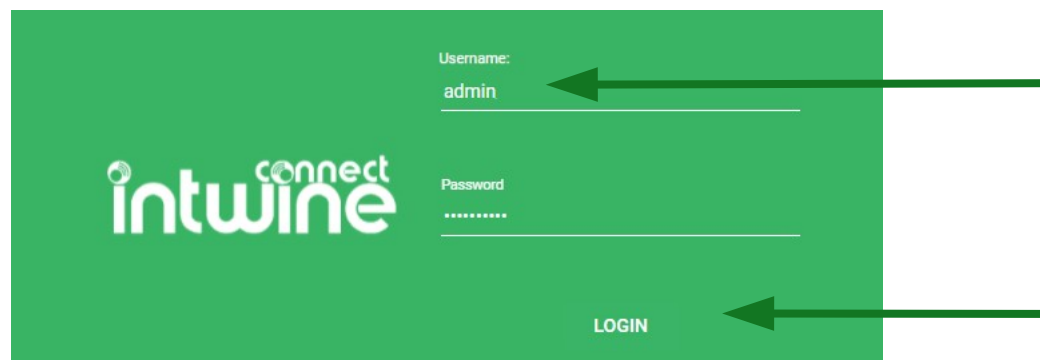 Username:
admin
connect
intwine
Password
••••••••••
LOGIN